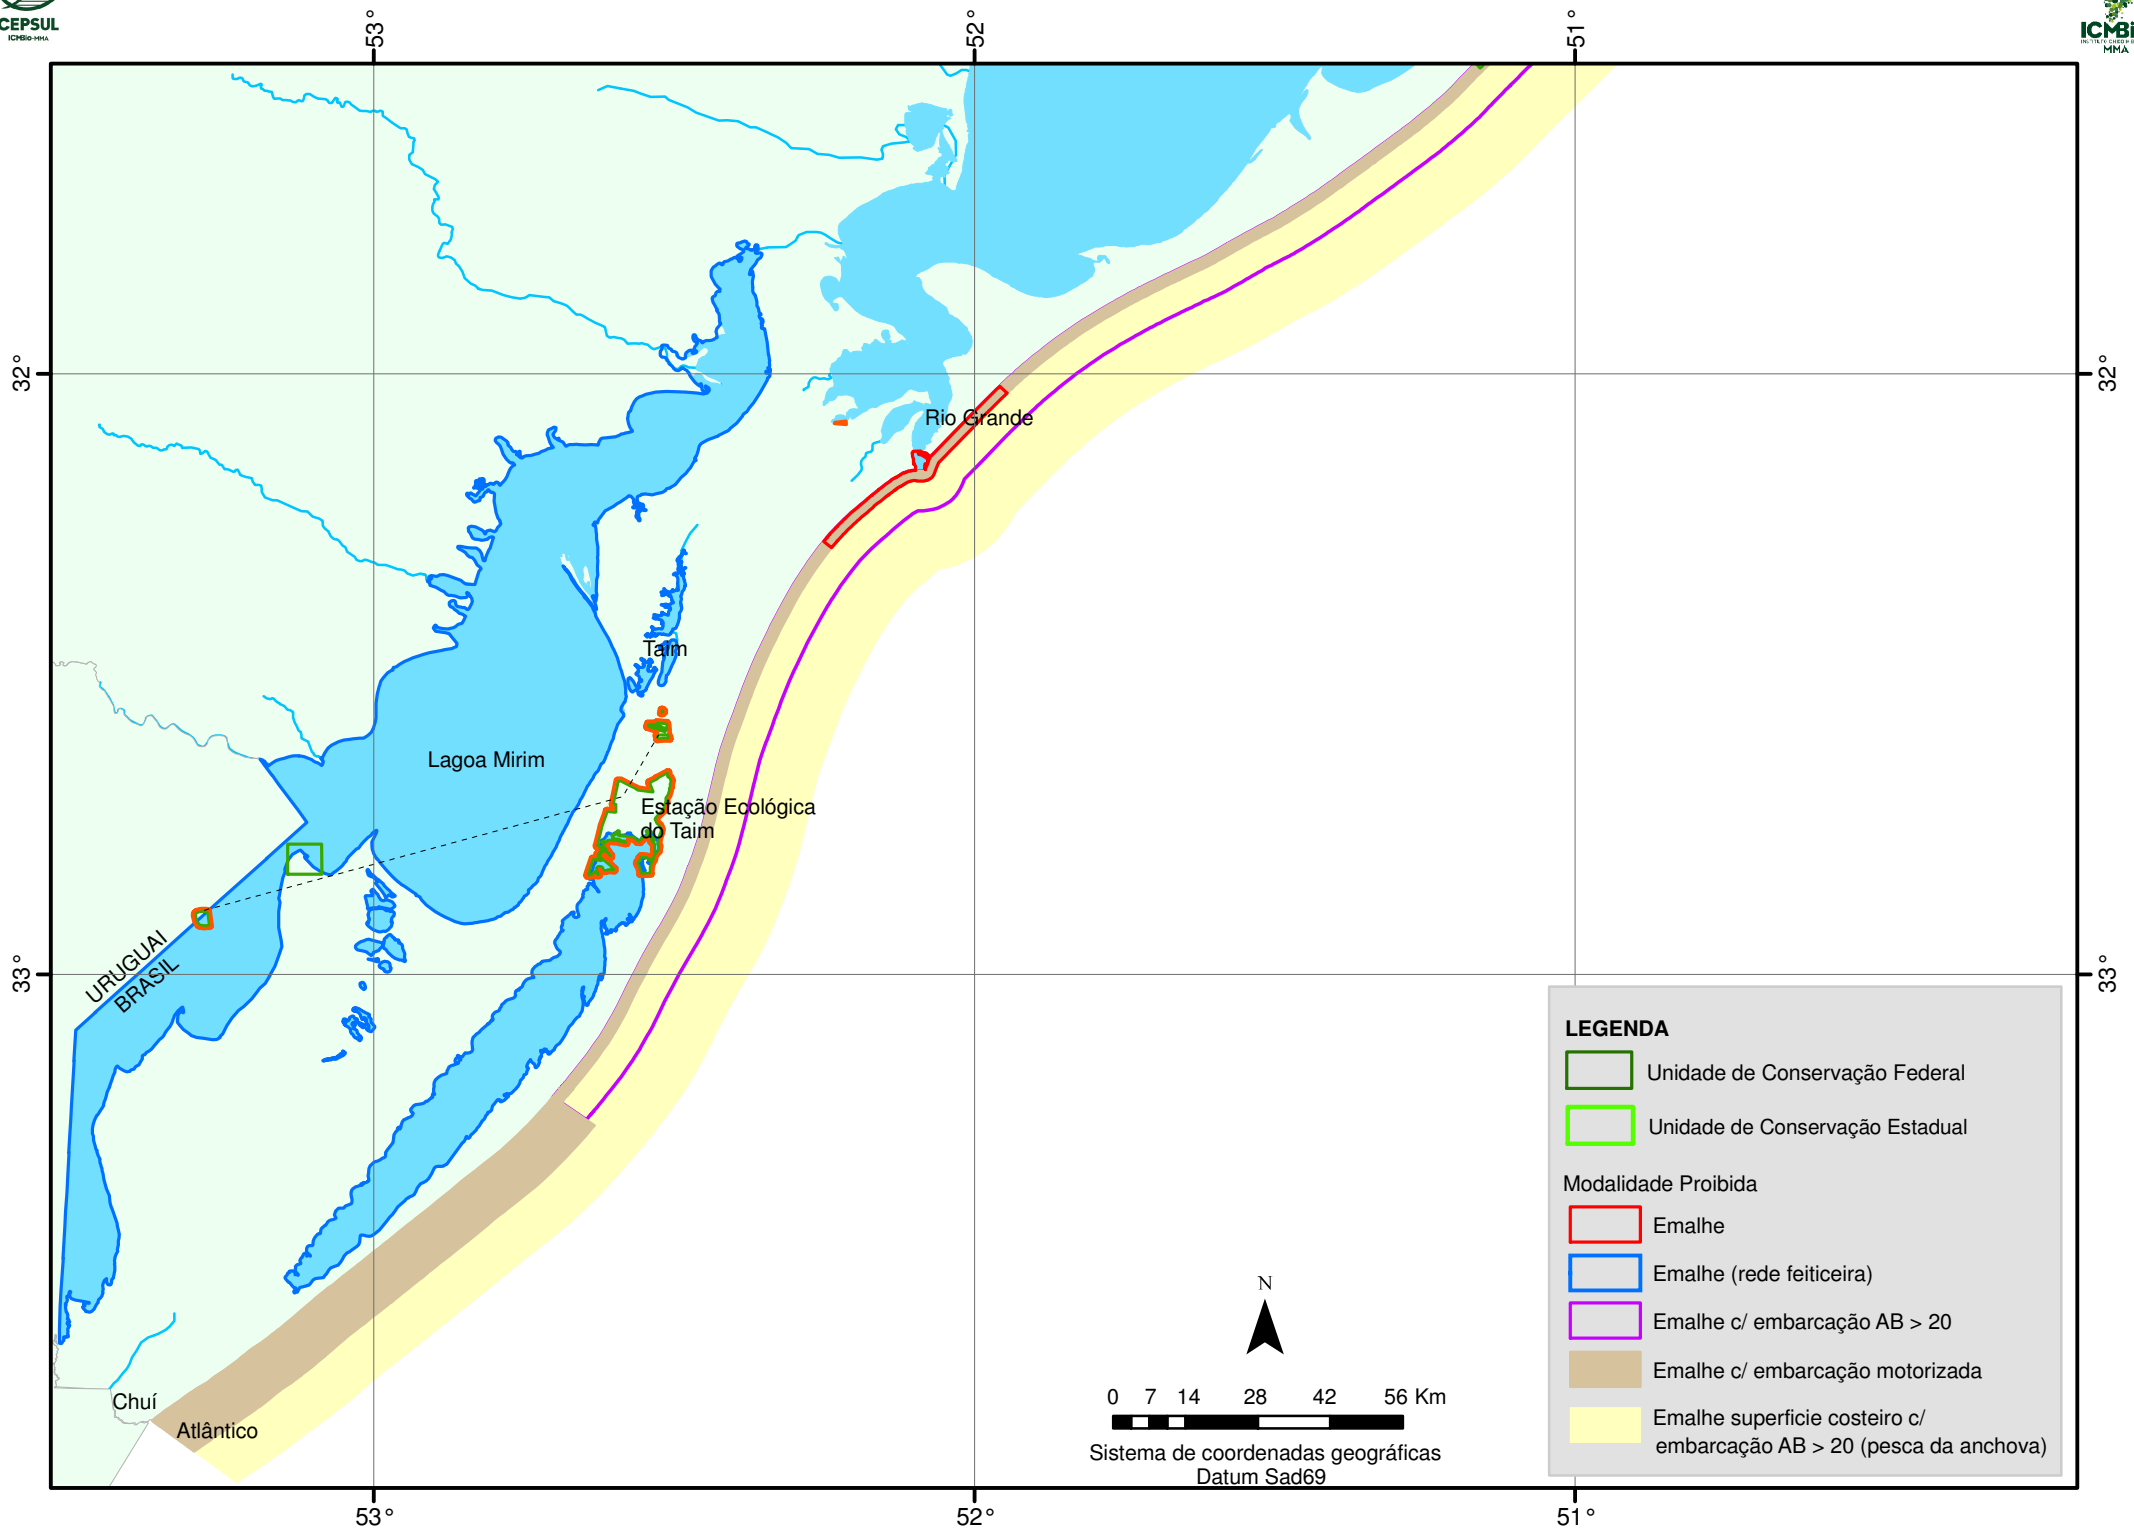 CEPSUL
ICMBio-MMA
ICMBi
MMA
53°
52°
51°
32°
32°
Rio Grande
Taim
Lagoa Mirim
Estação Ecológica
do Taim
URUGUAI
BRASIL
33°
33°
Chuí
Atlântico
N
0 7 14 28 42 56 Km
Sistema de coordenadas geográficas
Datum Sad69
LEGENDA
Unidade de Conservação Federal
Unidade de Conservação Estadual
Modalidade Proibida
Emalhe
Emalhe (rede feiticeira)
Emalhe c/ embarcação AB > 20
Emalhe c/ embarcação motorizada
Emalhe superficie costeiro c/
embarcação AB > 20 (pesca da anchova)
53°
52°
51°